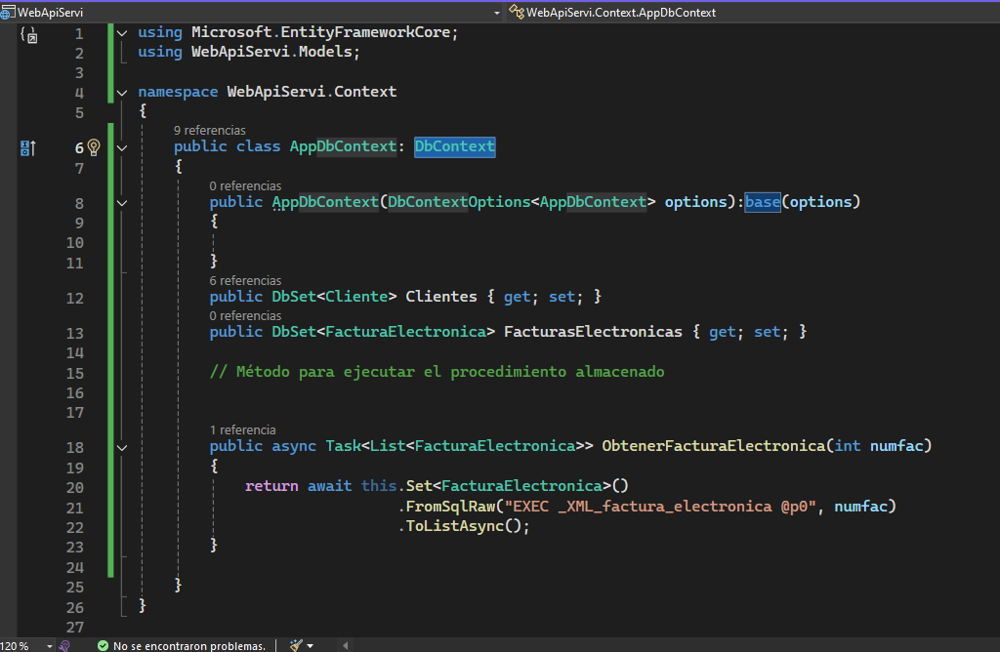 WebApiServi WebApiServi.Context.AppDbContext
1 using Microsoft.EntityFrameworkCore;
2 using WebApiServi.Models;
3
4 namespace WebApiServi.Context
5 {
9 referencias
6 public class AppDbContext: DbContext
7 {
0 referencias
8 public AppDbContext(DbContextOptions<AppDbContext> options):base(options)
9 {
10
11 }
6 referencias
12 public DbSet<Cliente> Clientes { get; set; }
0 referencias
13 public DbSet<FacturaElectronica> FacturasElectronicas { get; set; }
14
15 // Método para ejecutar el procedimiento almacenado
16
17
1 referencia
18 public async Task<List<FacturaElectronica>> ObtenerFacturaElectronica(int numfac)
19 {
20 return await this.Set<FacturaElectronica>()
21 .FromSqlRaw("EXEC _XML_factura_electronica @p0", numfac)
22 .ToListAsync();
23 }
24
25 }
26 }
27
120 % No se encontraron problemas.